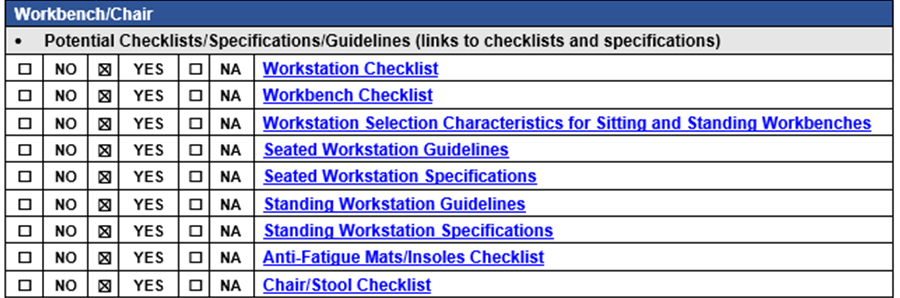 Workbench/Chair
• Potential Checklists/Specifications/Guidelines (links to checklists and specifications)
☐ NO ☒ YES ☐ NA Workstation Checklist
☐ NO ☒ YES ☐ NA Workbench Checklist
☐ NO ☒ YES ☐ NA Workstation Selection Characteristics for Sitting and Standing Workbenches
☐ NO ☒ YES ☐ NA Seated Workstation Guidelines
☐ NO ☒ YES ☐ NA Seated Workstation Specifications
☐ NO ☒ YES ☐ NA Standing Workstation Guidelines
☐ NO ☒ YES ☐ NA Standing Workstation Specifications
☐ NO ☒ YES ☐ NA Anti-Fatigue Mats/Insoles Checklist
☐ NO ☒ YES ☐ NA Chair/Stool Checklist